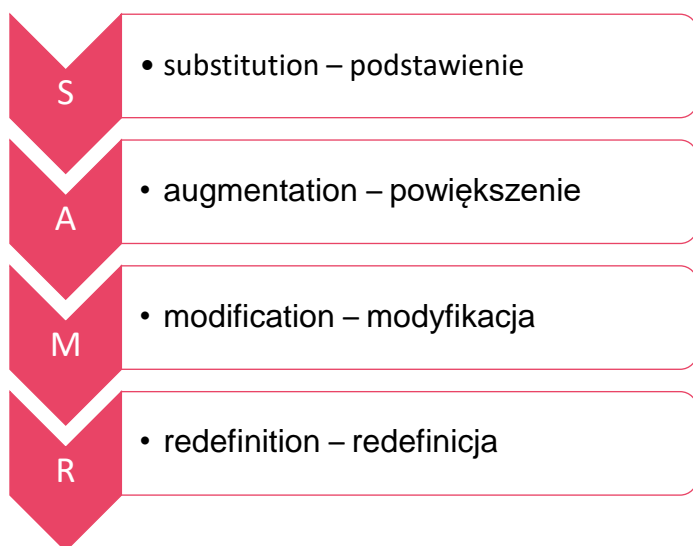 S
• substitution – podstawienie
A
• augmentation – powiększenie
M
• modification – modyfikacja
R
• redefinition – redefinicja